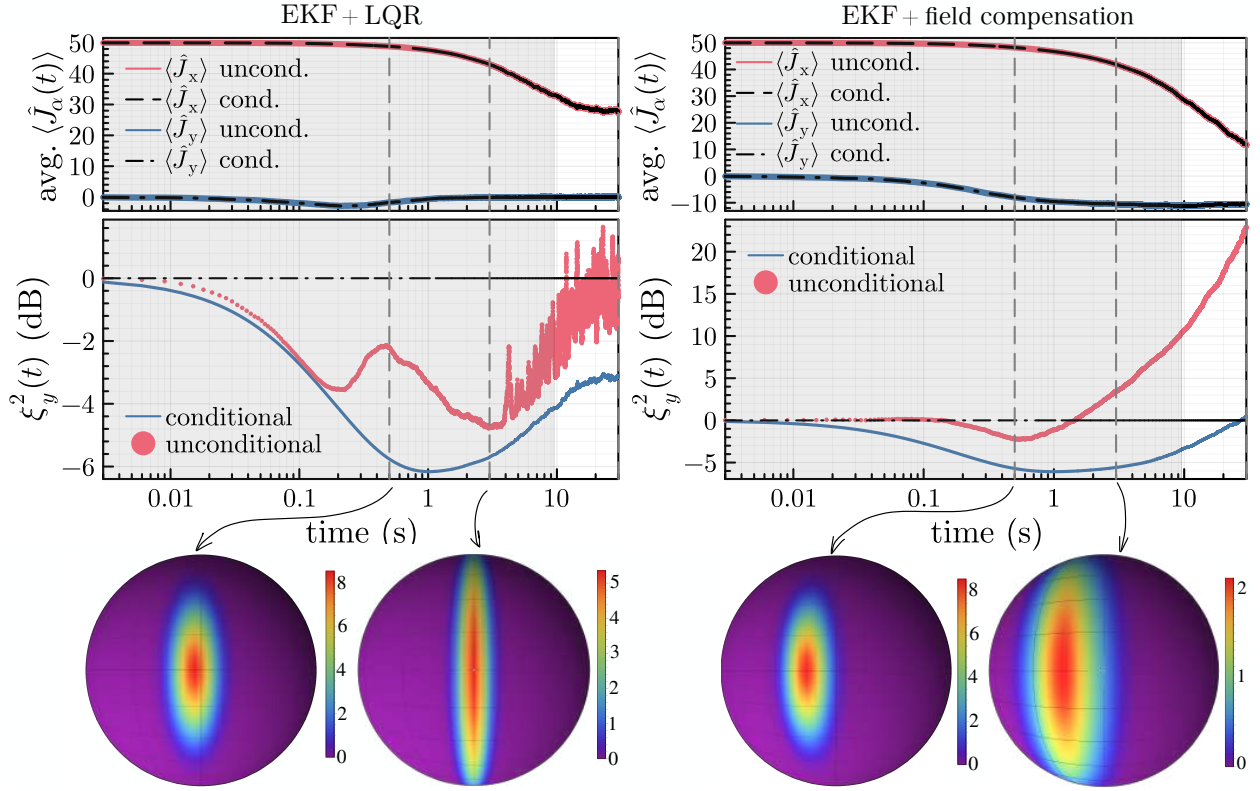 EKF + LQR
50
40
30
20
10
0
avg. ⟨Ĵα(t)⟩
⟨Ĵx⟩ uncond.
⟨Ĵx⟩ cond.
⟨Ĵy⟩ uncond.
⟨Ĵy⟩ cond.
0
−2
−4
−6
ξ²y(t) (dB)
conditional
unconditional
0.01 0.1 1 10
time (s)
8
6
4
2
0
5
4
3
2
1
0
EKF + field compensation
50
40
30
20
10
0
−10
avg. ⟨Ĵα(t)⟩
⟨Ĵx⟩ uncond.
⟨Ĵx⟩ cond.
⟨Ĵy⟩ uncond.
⟨Ĵy⟩ cond.
20
15
10
5
0
−5
ξ²y(t) (dB)
conditional
unconditional
0.01 0.1 1 10
time (s)
8
6
4
2
0
2
1
0